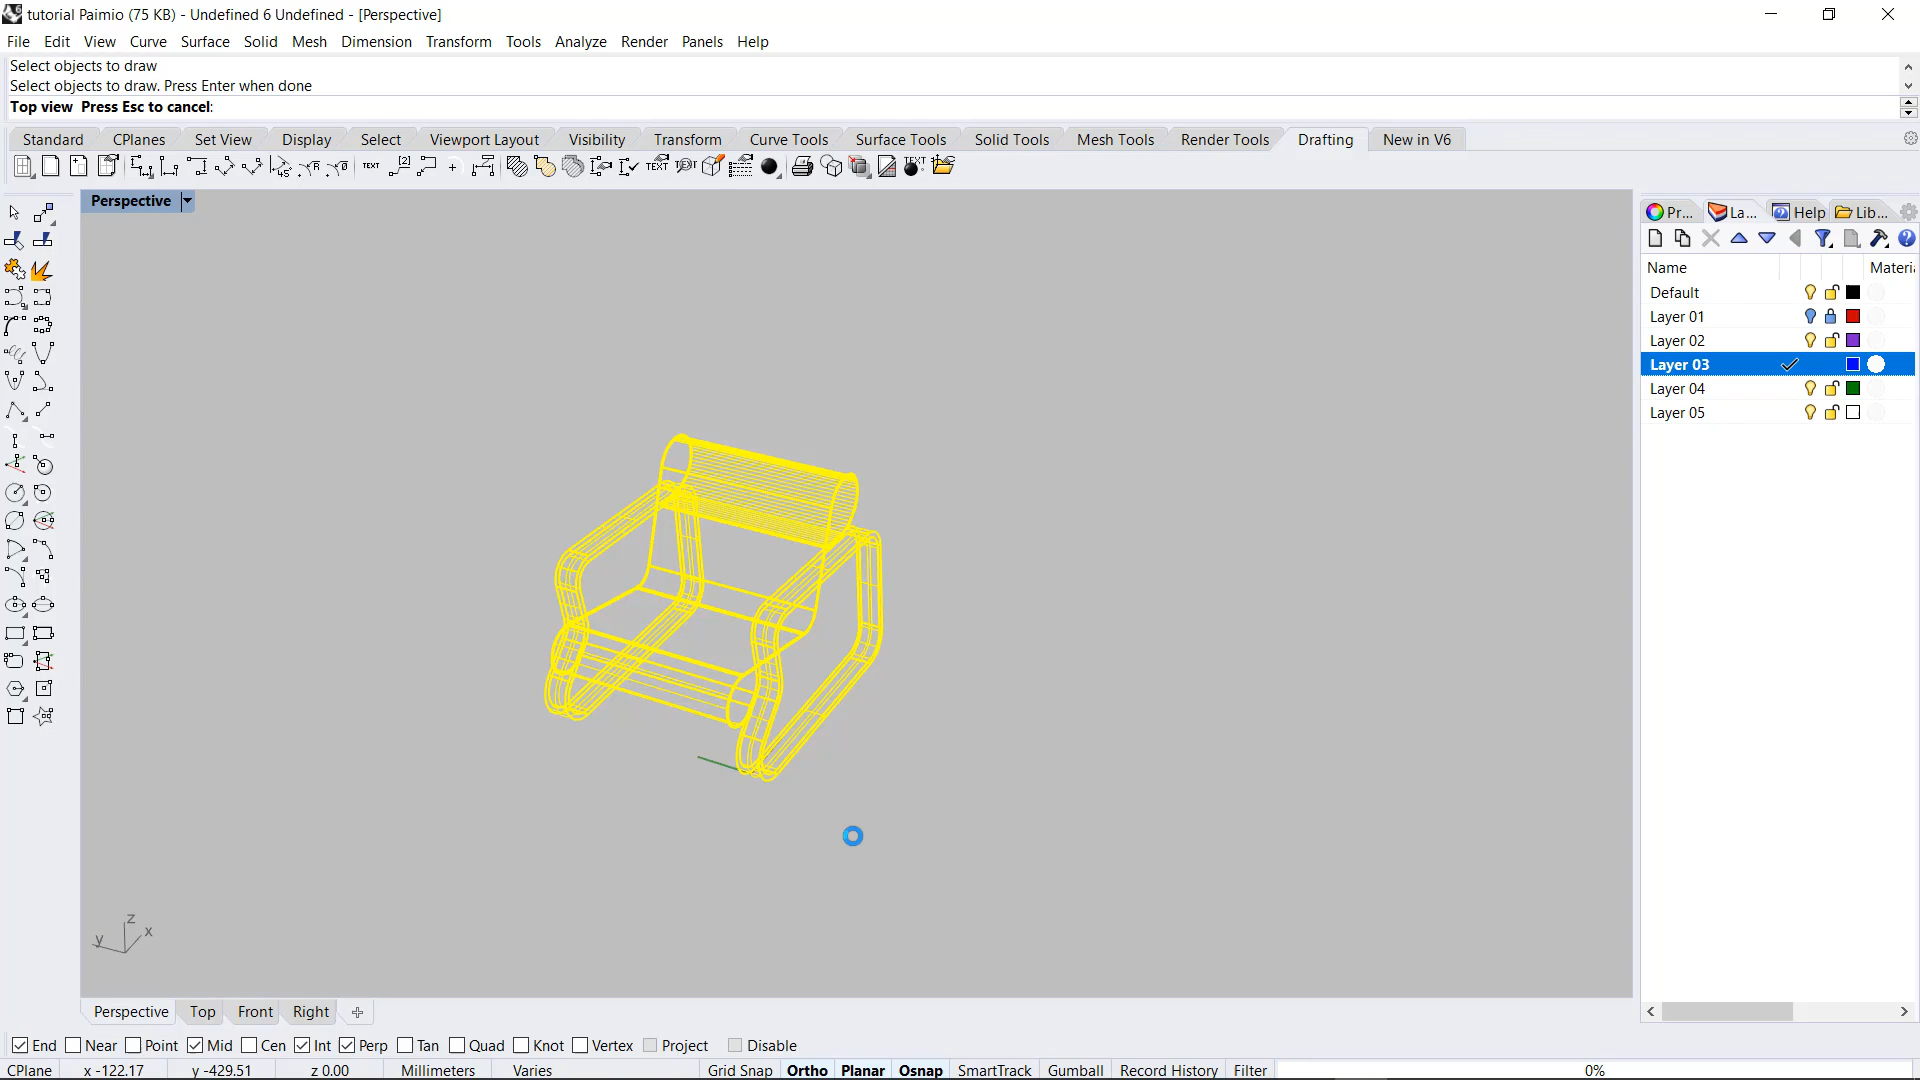 tutorial Paimio (75 KB) - Undefined 6 Undefined - [Perspective]
File Edit View Curve Surface Solid Mesh Dimension Transform Tools Analyze Render Panels Help
Select objects to draw
Select objects to draw. Press Enter when done
Top view Press Esc to cancel:
Standard CPlanes Set View Display Select Viewport Layout Visibility Transform Curve Tools Surface Tools Solid Tools Mesh Tools Render Tools Drafting New in V6
Perspective
Pr... La... Help Lib...
Name Materi
Default
Layer 01
Layer 02
Layer 03
Layer 04
Layer 05
z
y x
Perspective Top Front Right
End Near Point Mid Cen Int Perp Tan Quad Knot Vertex Project Disable
CPlane x -122.17 y -429.51 z 0.00 Millimeters Varies Grid Snap Ortho Planar Osnap SmartTrack Gumball Record History Filter 0%